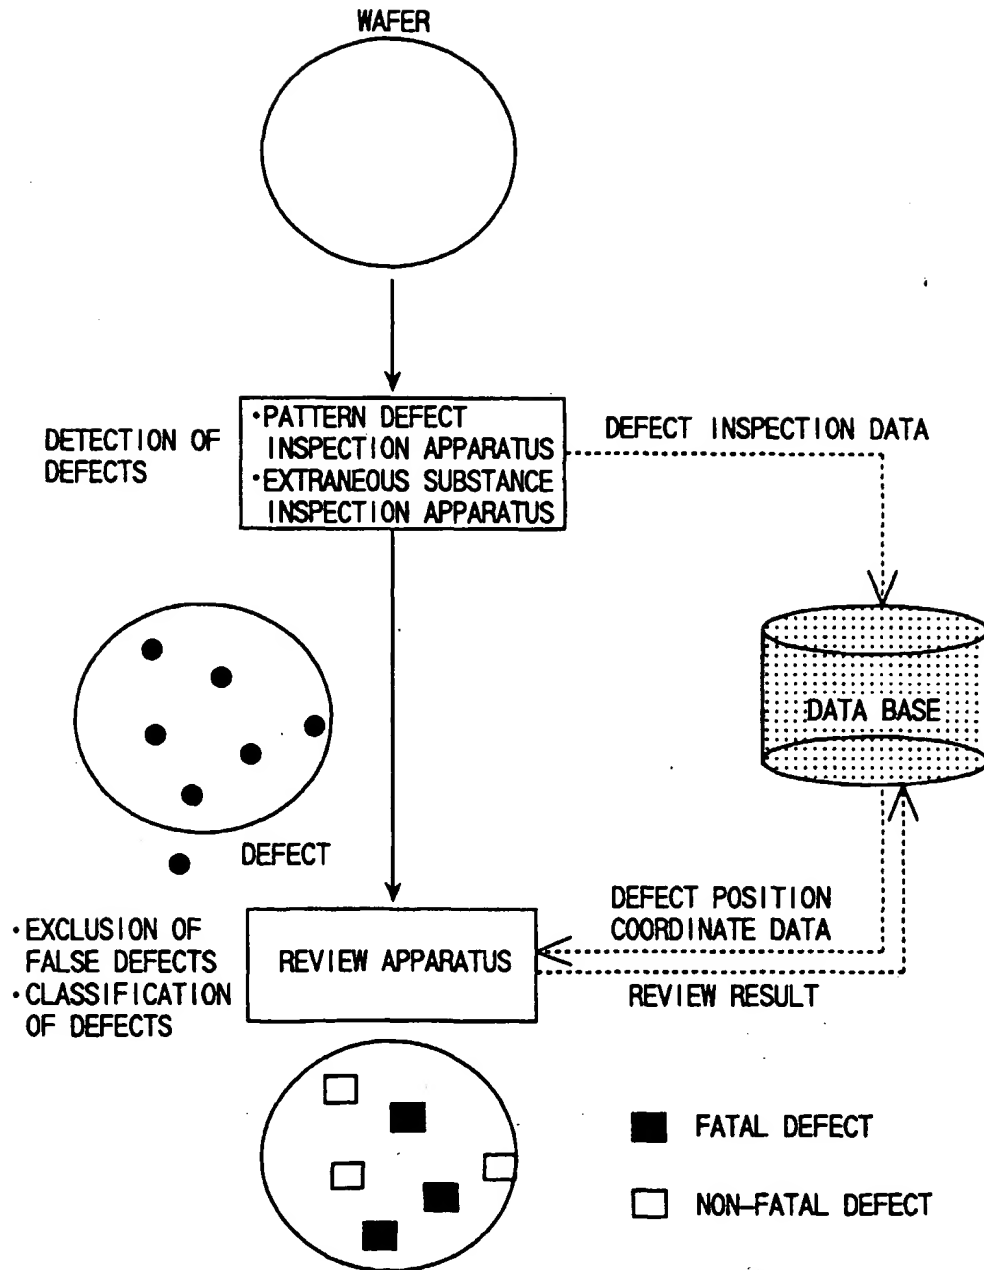 WAFER
DETECTION OF
DEFECTS
・PATTERN DEFECT
INSPECTION APPARATUS
・EXTRANEOUS SUBSTANCE
INSPECTION APPARATUS
DEFECT INSPECTION DATA
DATA BASE
DEFECT
・EXCLUSION OF
FALSE DEFECTS
・CLASSIFICATION
OF DEFECTS
REVIEW APPARATUS
DEFECT POSITION
COORDINATE DATA
REVIEW RESULT
FATAL DEFECT
NON-FATAL DEFECT